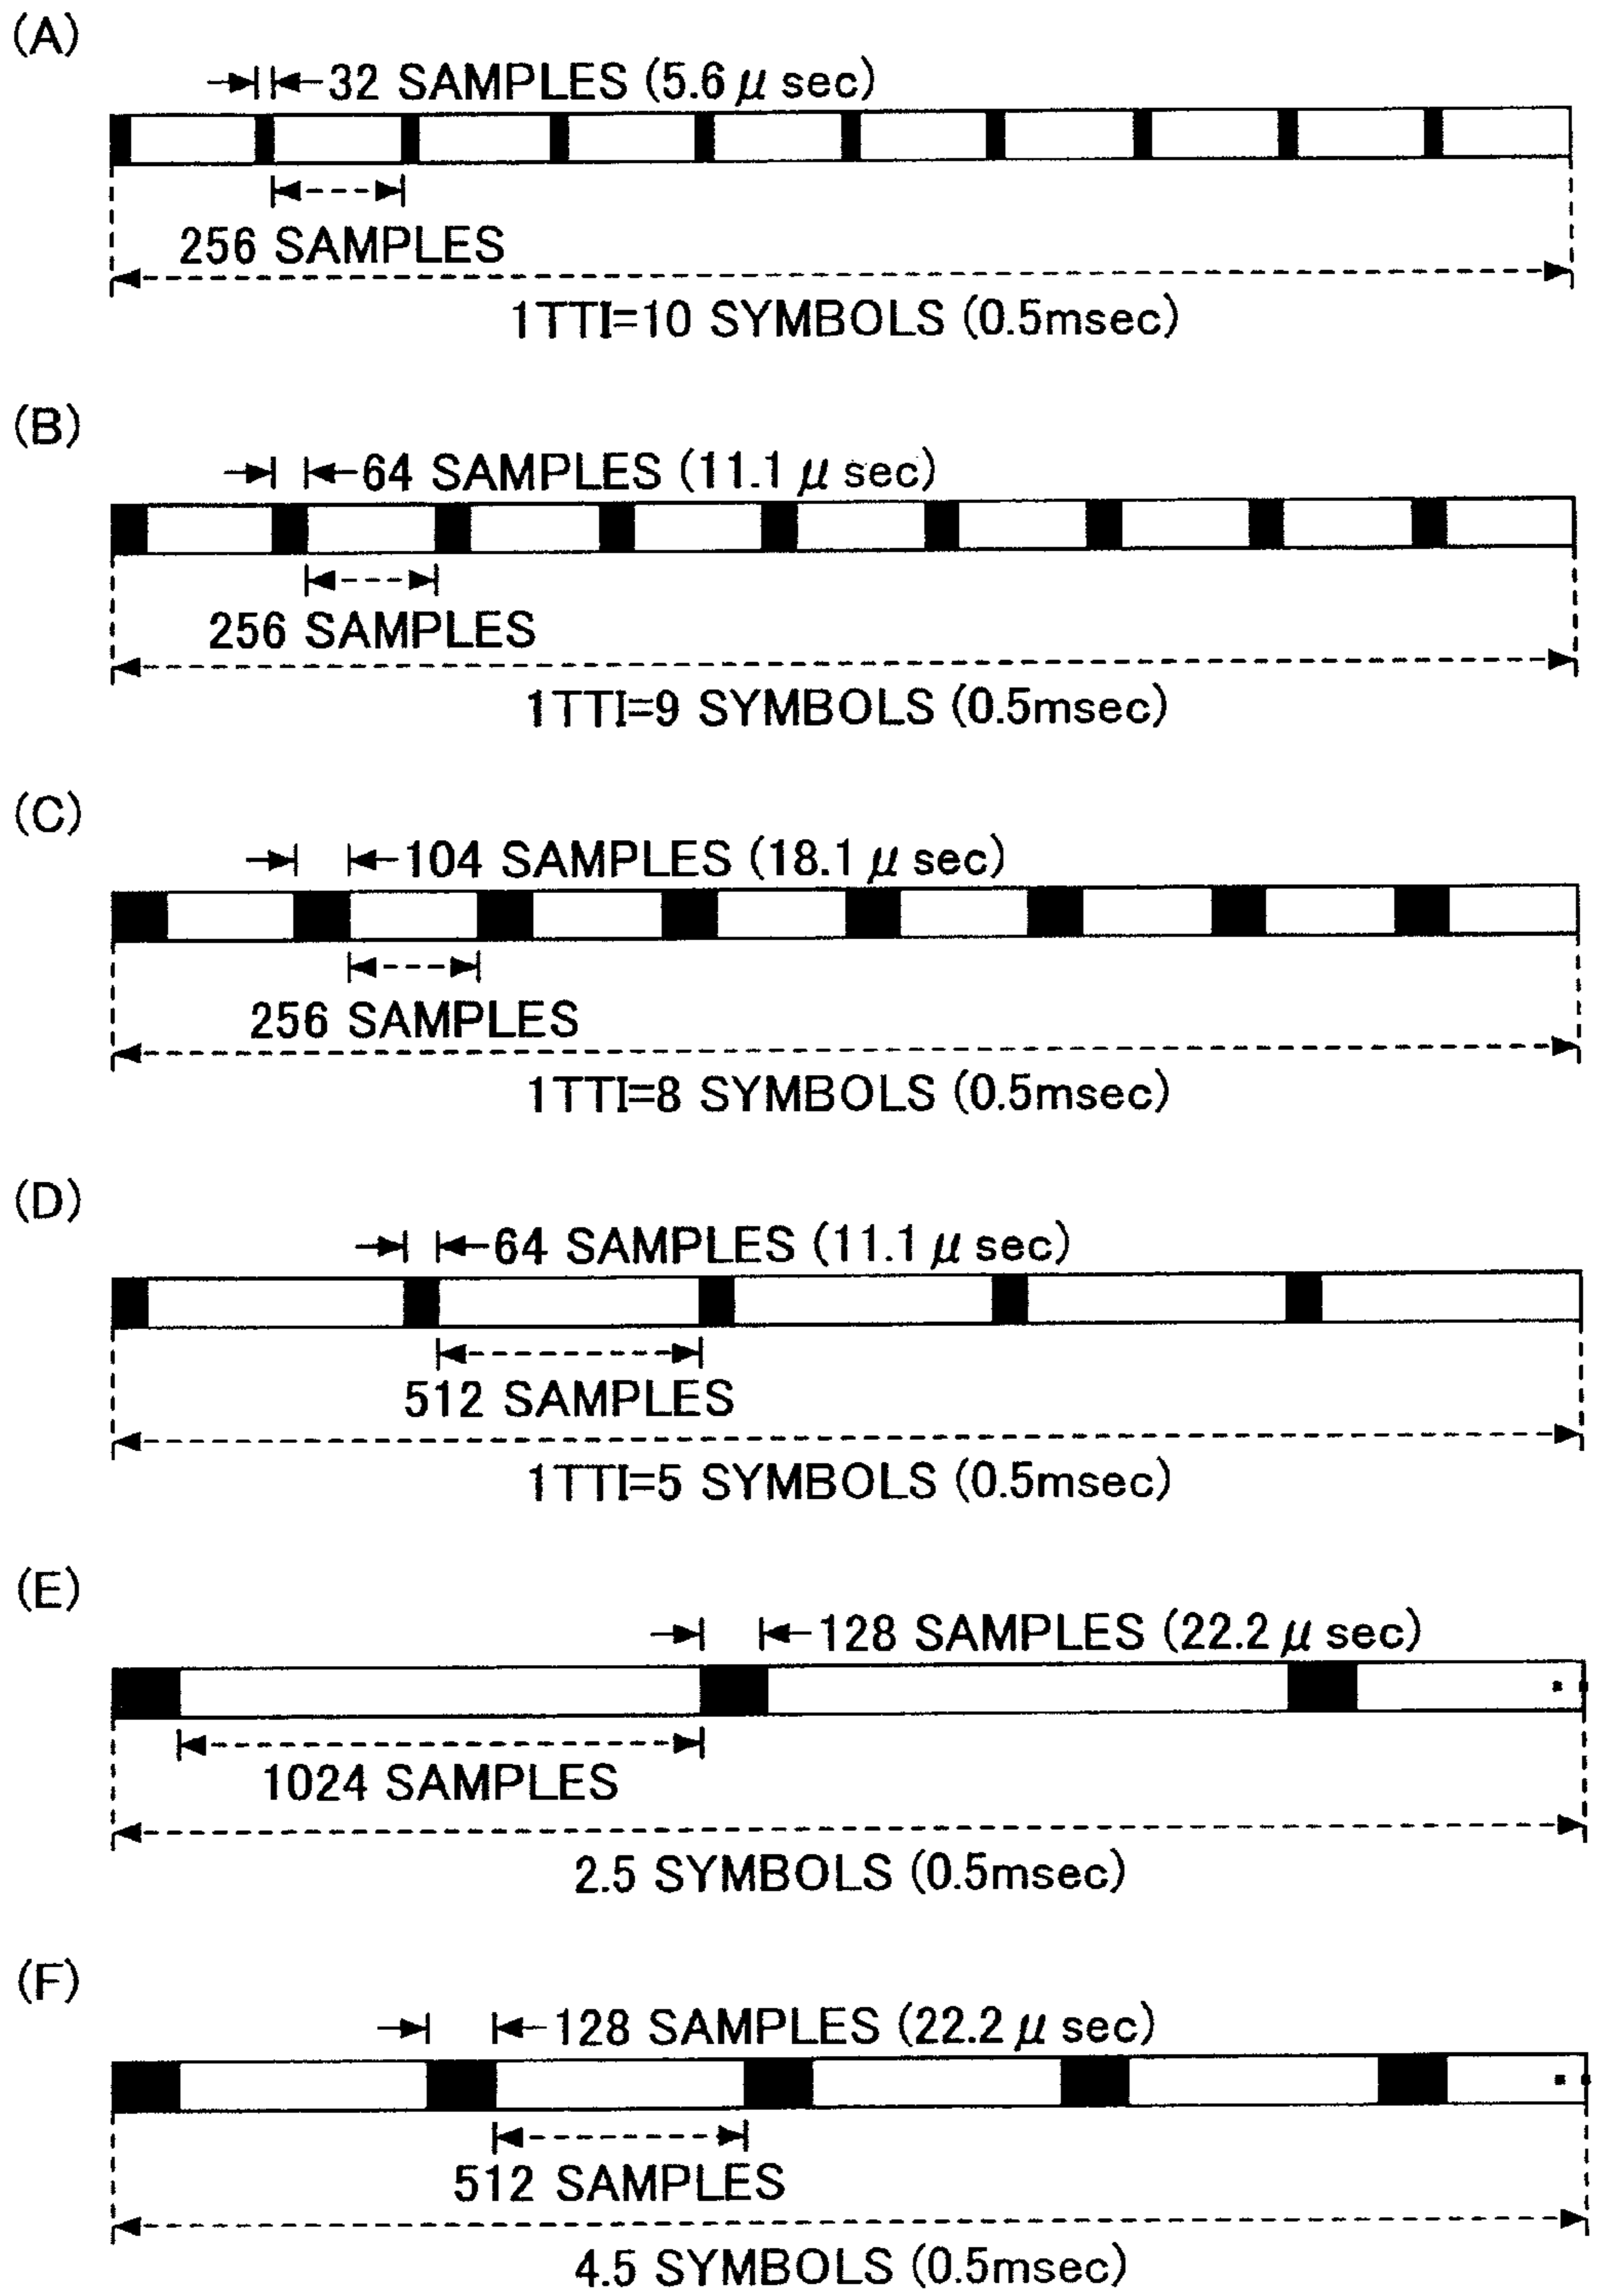 (A)
32 SAMPLES (5.6 μ sec)
256 SAMPLES
1TTI=10 SYMBOLS (0.5msec)
(B)
64 SAMPLES (11.1 μ sec)
256 SAMPLES
1TTI=9 SYMBOLS (0.5msec)
(C)
104 SAMPLES (18.1 μ sec)
256 SAMPLES
1TTI=8 SYMBOLS (0.5msec)
(D)
64 SAMPLES (11.1 μ sec)
512 SAMPLES
1TTI=5 SYMBOLS (0.5msec)
(E)
128 SAMPLES (22.2 μ sec)
1024 SAMPLES
2.5 SYMBOLS (0.5msec)
(F)
128 SAMPLES (22.2 μ sec)
512 SAMPLES
4.5 SYMBOLS (0.5msec)